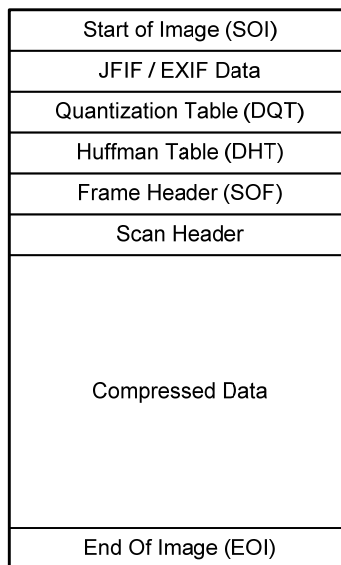 Start of Image (SOI)
JFIF / EXIF Data
Quantization Table (DQT)
Huffman Table (DHT)
Frame Header (SOF)
Scan Header
Compressed Data
End Of Image (EOI)